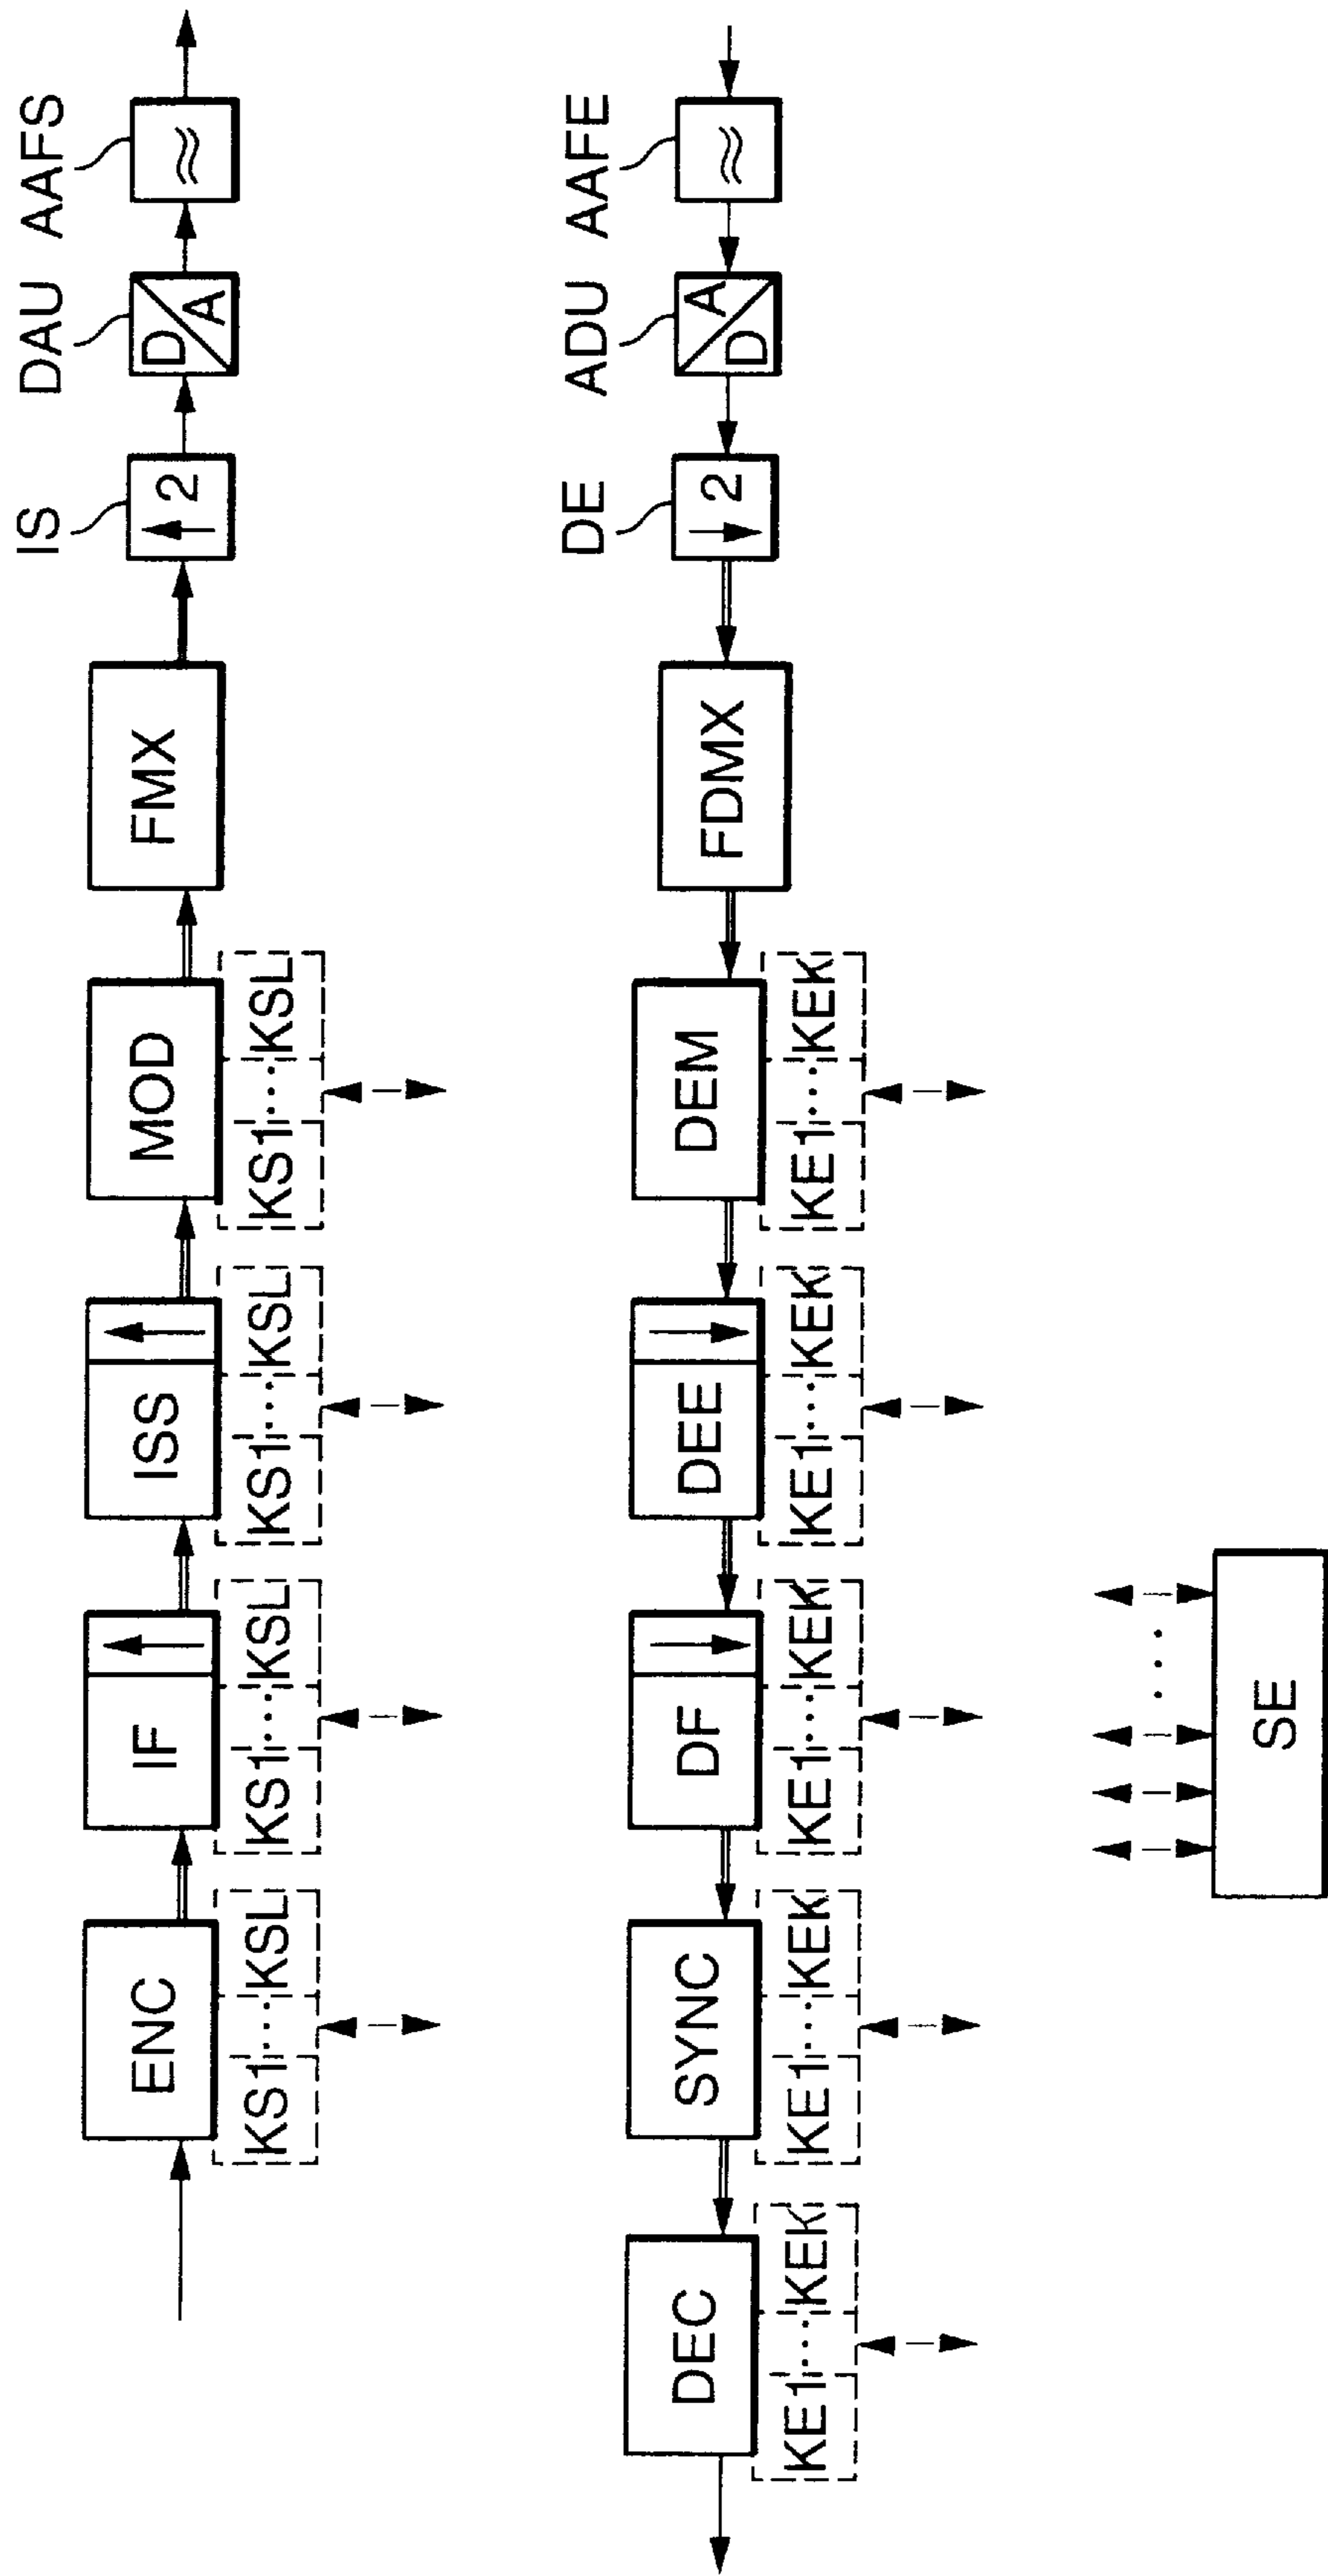 IS DAU AAFS
ENC IF ISS MOD FMX 2 D A ≈
KS1 ··· KSL KS1 ··· KSL KS1 ··· KSL KS1 ··· KSL
DE ADU AAFE
DEC SYNC DF DEE DEM FDMX 2 D A ≈
KE1 ··· KEK KE1 ··· KEK KE1 ··· KEK KE1 ··· KEK KE1 ··· KEK
SE